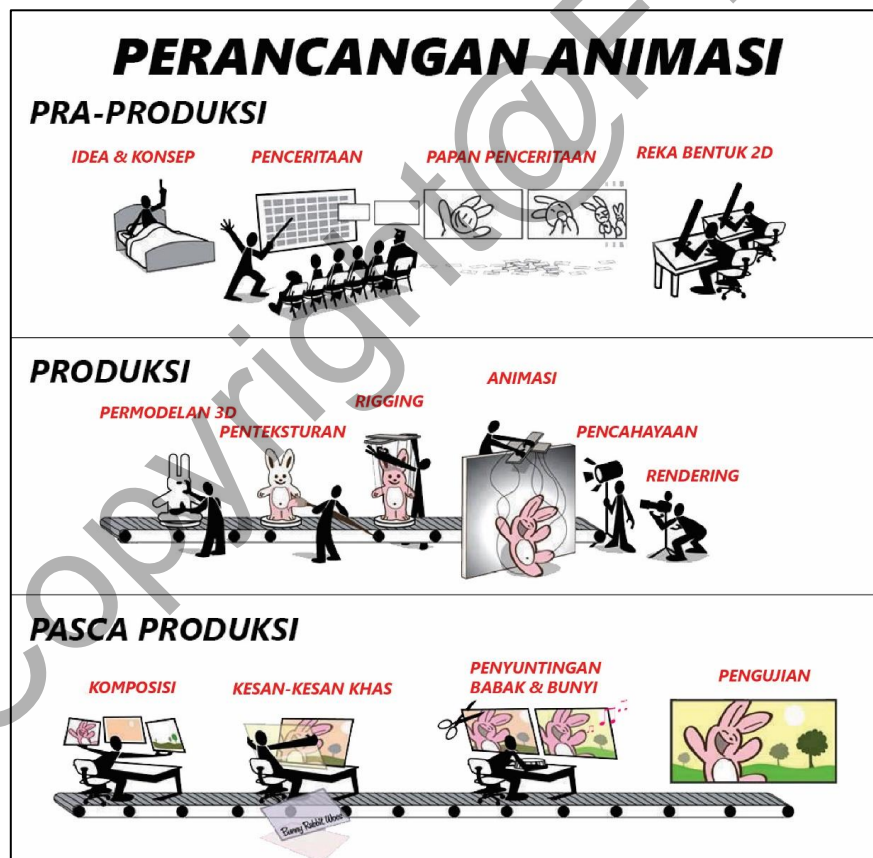 PERANCANGAN ANIMASI
PRA-PRODUKSI
IDEA & KONSEP
PENCERITAAN
PAPAN PENCERITAAN
REKA BENTUK 2D
PRODUKSI
PERMODELAN 3D
PENTEKSTURAN
RIGGING
ANIMASI
PENCAHAYAAN
RENDERING
PASCA PRODUKSI
KOMPOSISI
KESAN-KESAN KHAS
PENYUNTINGAN
BABAK & BUNYI
PENGUJIAN
Bunny Rabbit
Copyright@